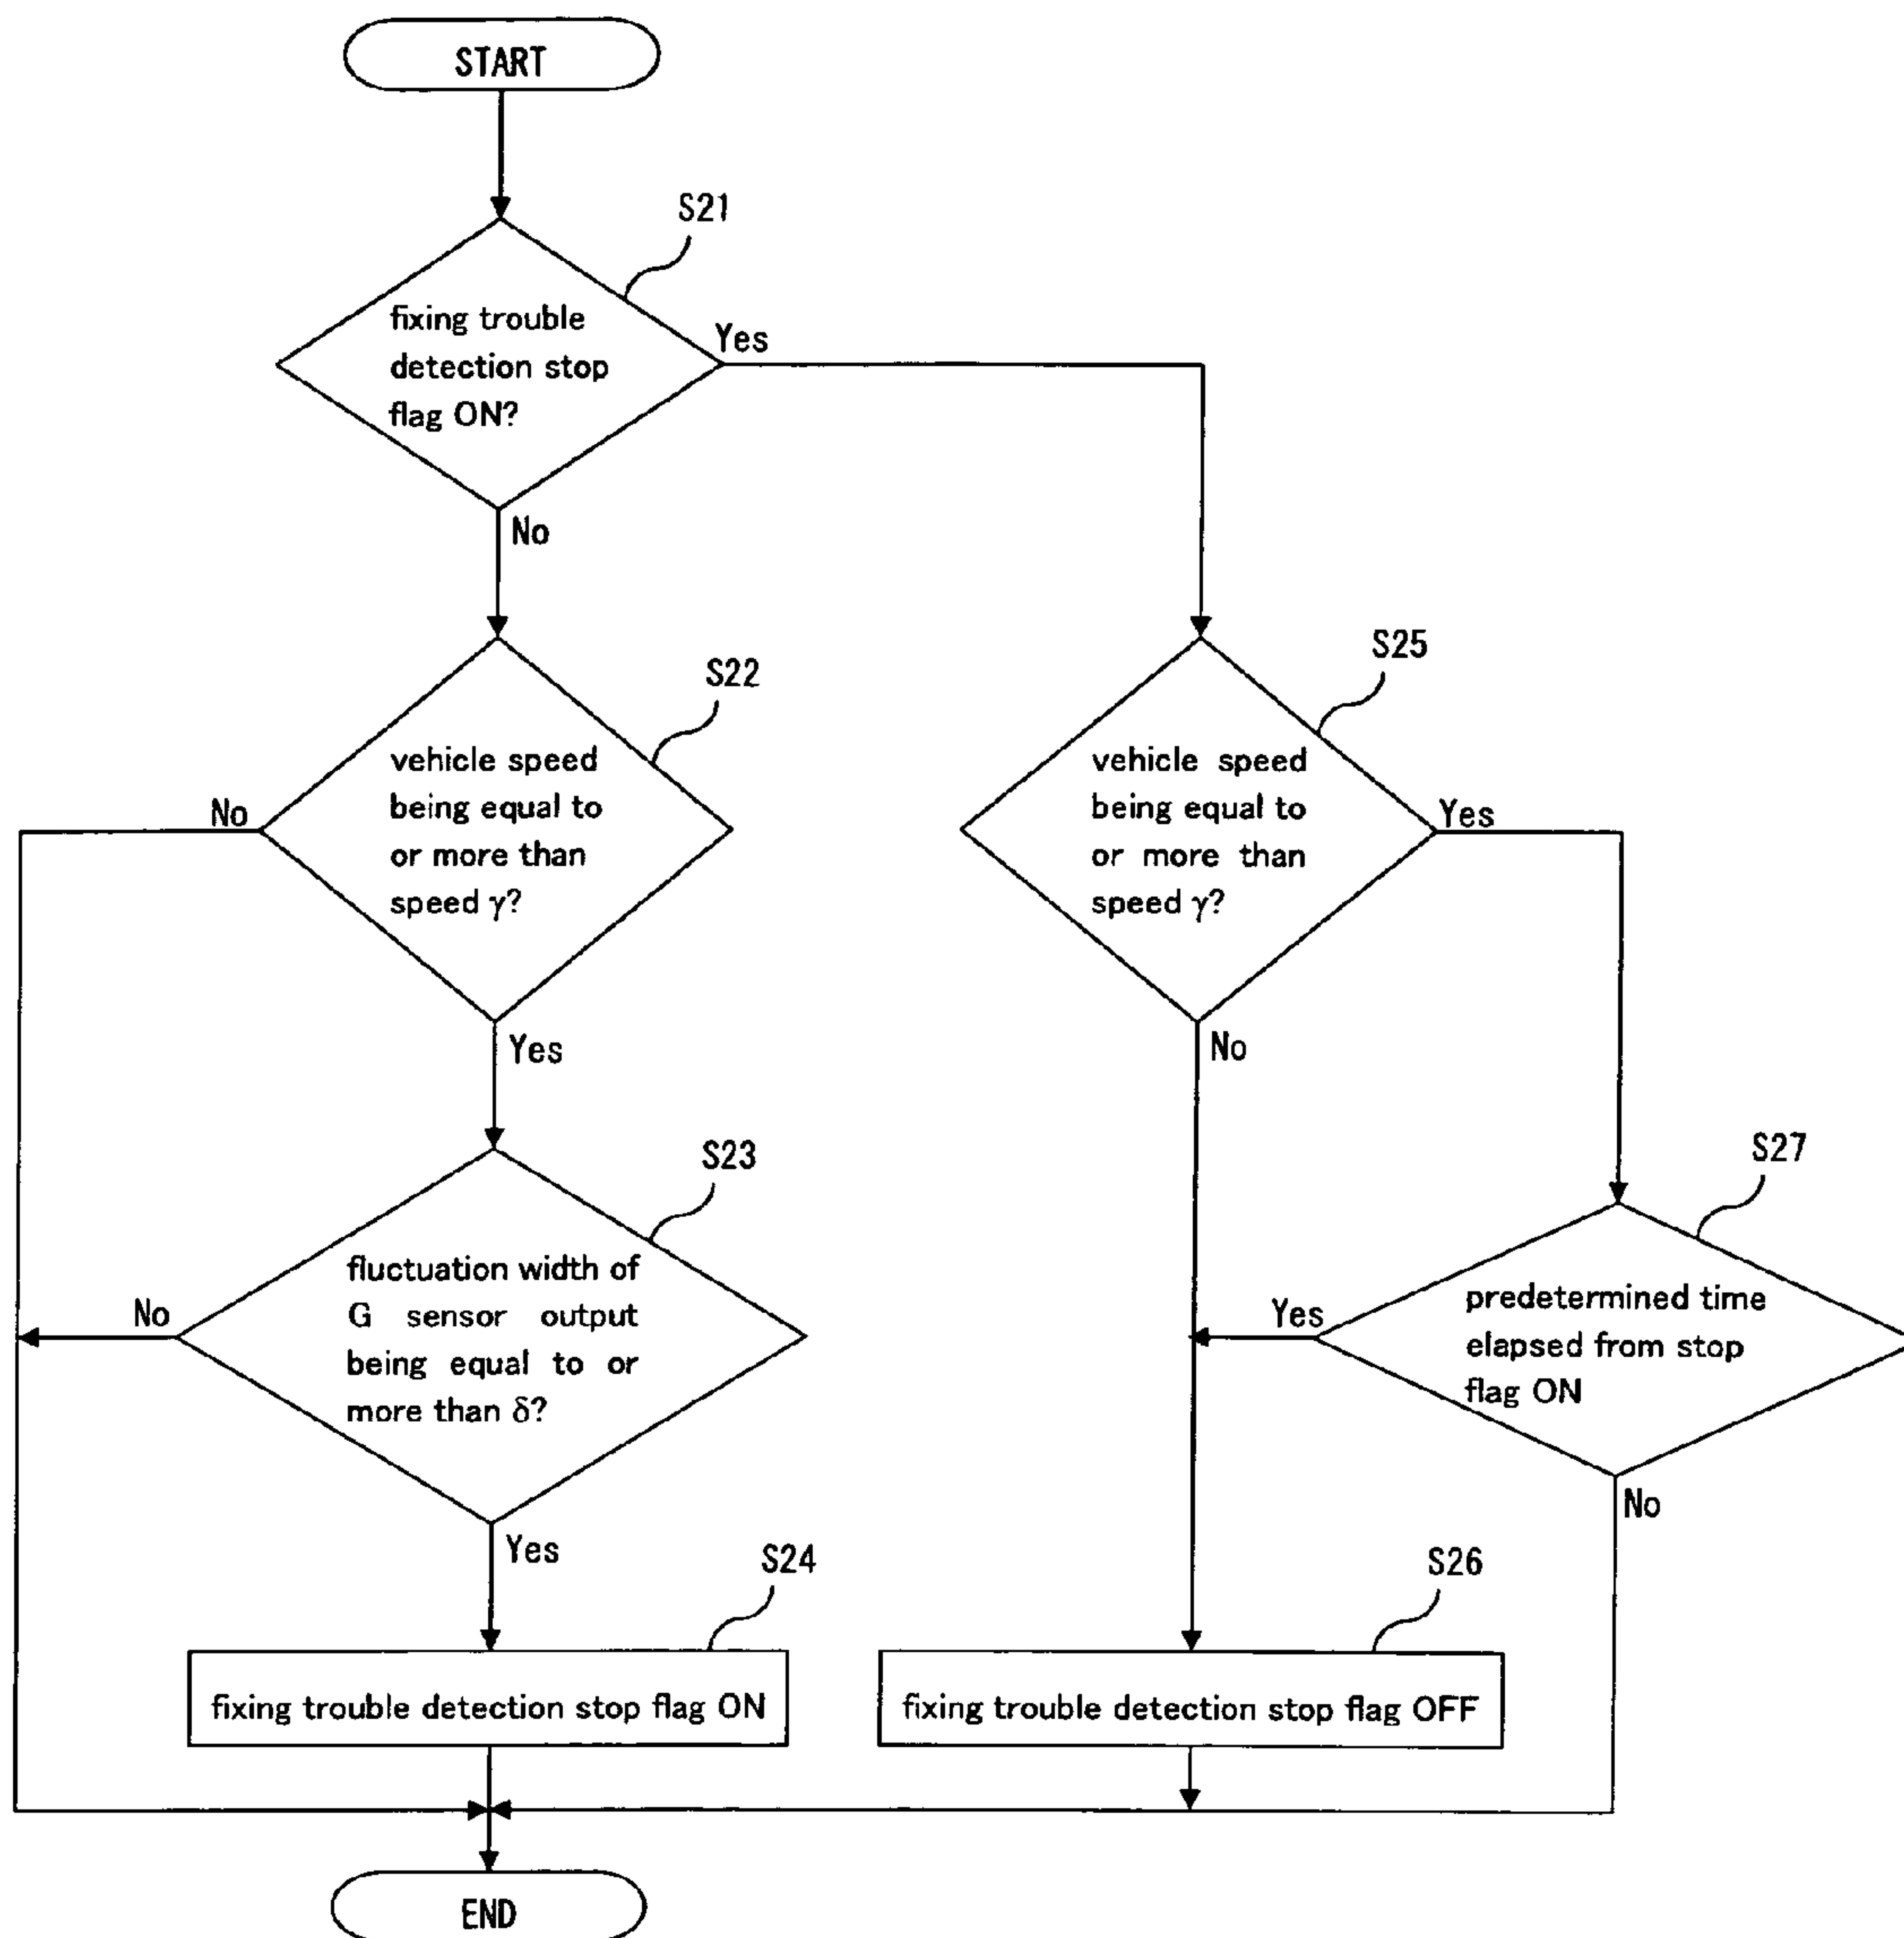 START
S21
fixing trouble
detection stop
flag ON?
Yes
No
S22
vehicle speed
being equal to
or more than
speed γ?
No
Yes
S25
vehicle speed
being equal to
or more than
speed γ?
Yes
No
S23
fluctuation width of
G sensor output
being equal to or
more than δ?
No
Yes
S27
predetermined time
elapsed from stop
flag ON
Yes
No
S24
fixing trouble detection stop flag ON
S26
fixing trouble detection stop flag OFF
END